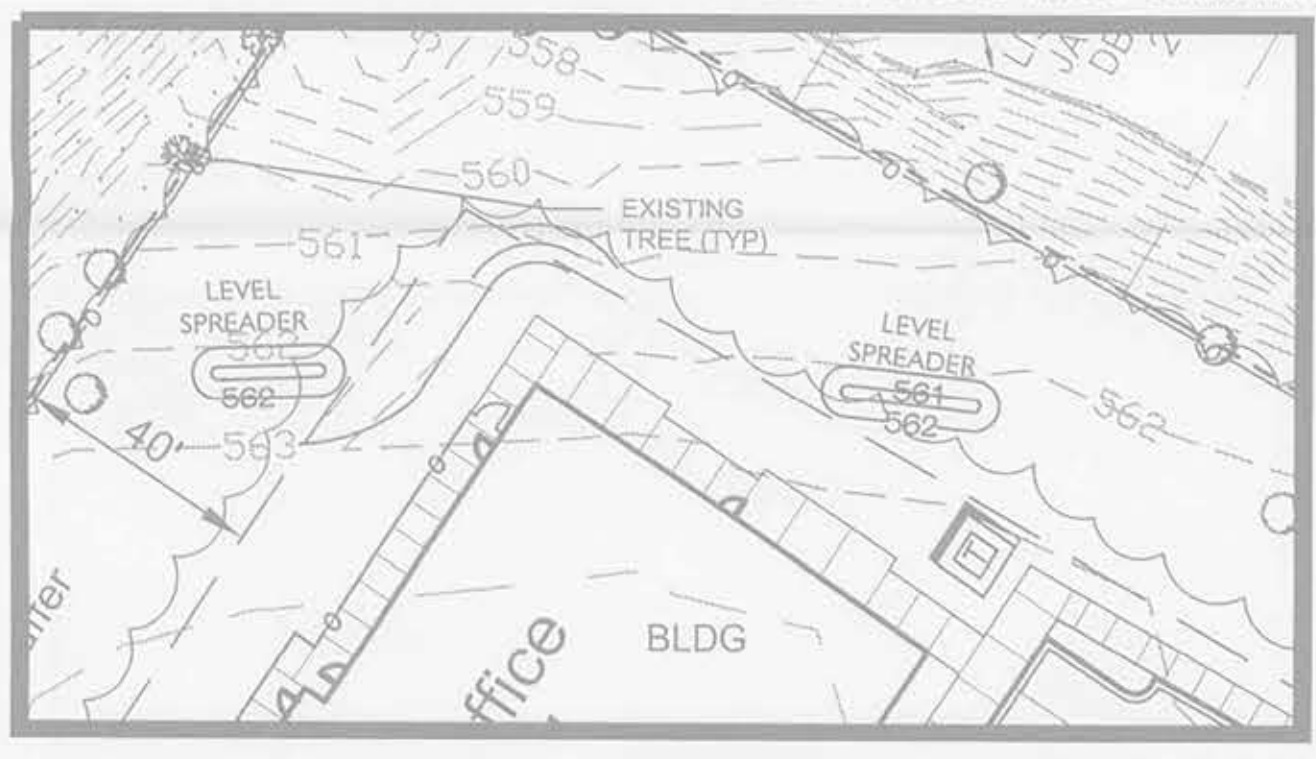 558
559
560
EXISTING
TREE (TYP)
561
LEVEL
SPREADER
562
562
LEVEL
SPREADER
561
562
562
40'
563
T
BLDG
ffice